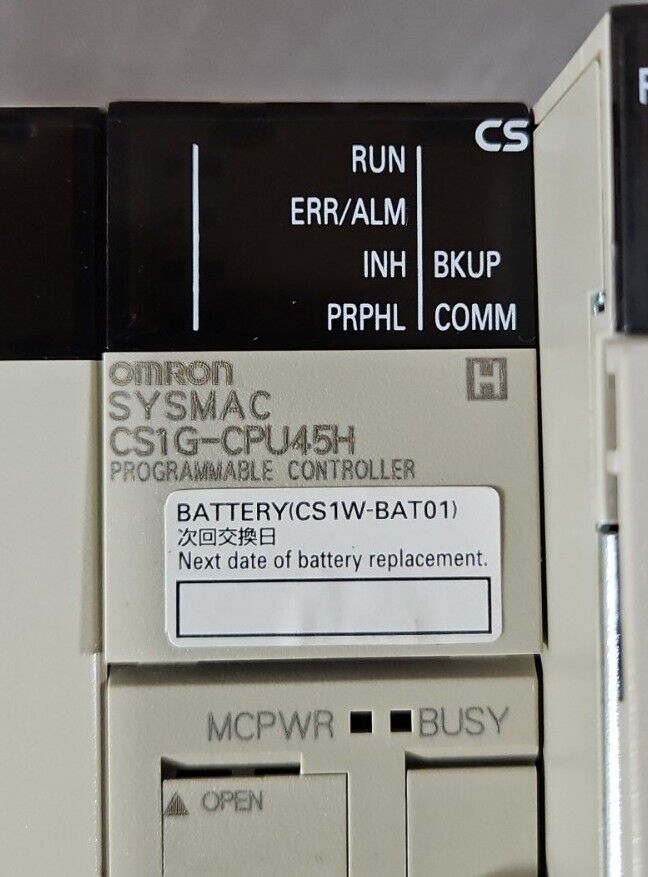 CS
RUN
ERR/ALM
INH BKUP
PRPHL COMM
OMRON
H
SYSMAC
CS1G-CPU45H
PROGRAMMABLE CONTROLLER
BATTERY(CS1W-BAT01)
次回交換日
Next date of battery replacement.
MCPWR BUSY
OPEN